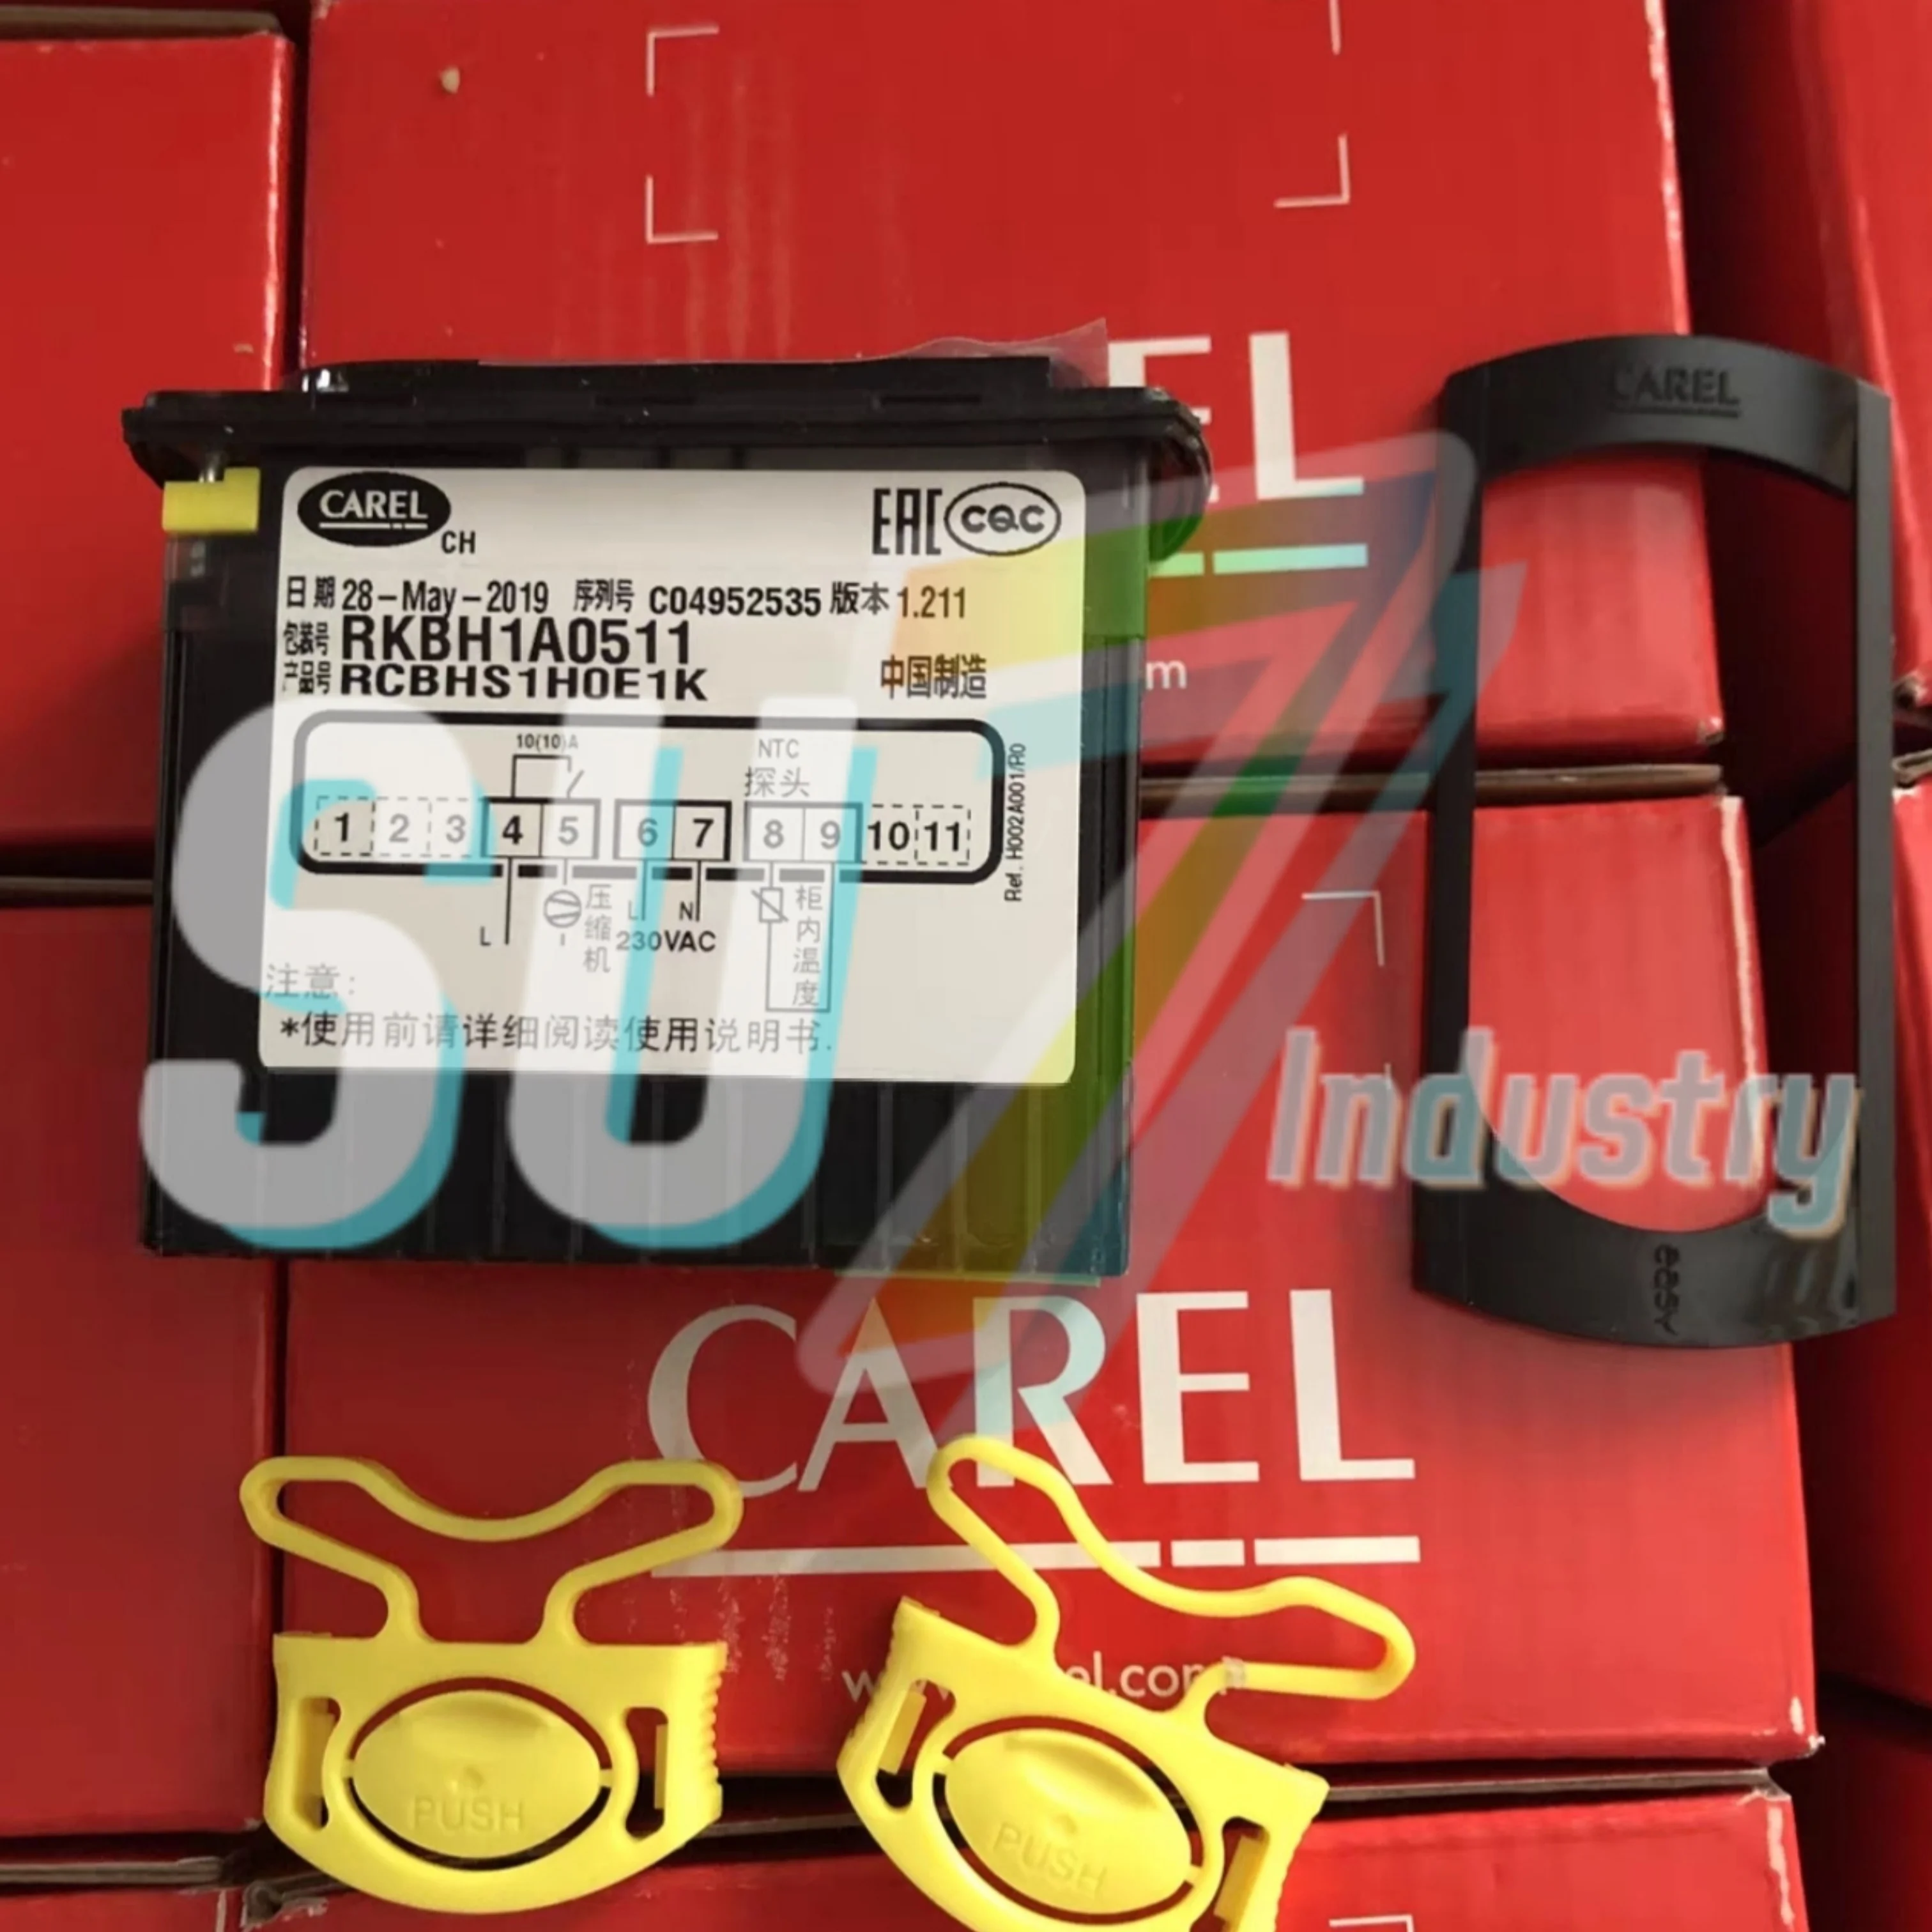 EL
m
CAREL
easy
CAREL
CH
EAC CQC
日期 28-May-2019 序列号 C04952535 版本 1.211
包装号 RKBH1A0511
产品号 RCBHS1H0E1K 中国制造
10(10)A
NTC
探头
1 2 3 4 5 6 7 8 9 10 11
L
压缩机
L N
230VAC
柜内温度
Ref. H002A001/R0
注意:
*使用前请详细阅读使用说明书.
SU7
Industry
CAREL
PUSH
PUSH